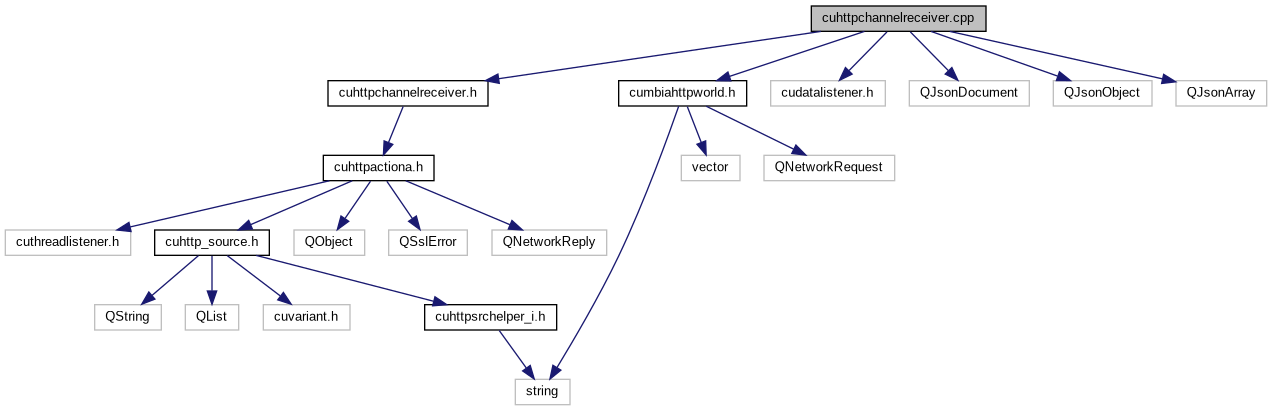 cuhttpchannelreceiver.cpp
cuhttpchannelreceiver.h
cumbiahttpworld.h
cudatalistener.h
QJsonDocument
QJsonObject
QJsonArray
cuhttpactiona.h
vector
QNetworkRequest
cuthreadlistener.h
cuhttp_source.h
QObject
QSslError
QNetworkReply
QString
QList
cuvariant.h
cuhttpsrchelper_i.h
string